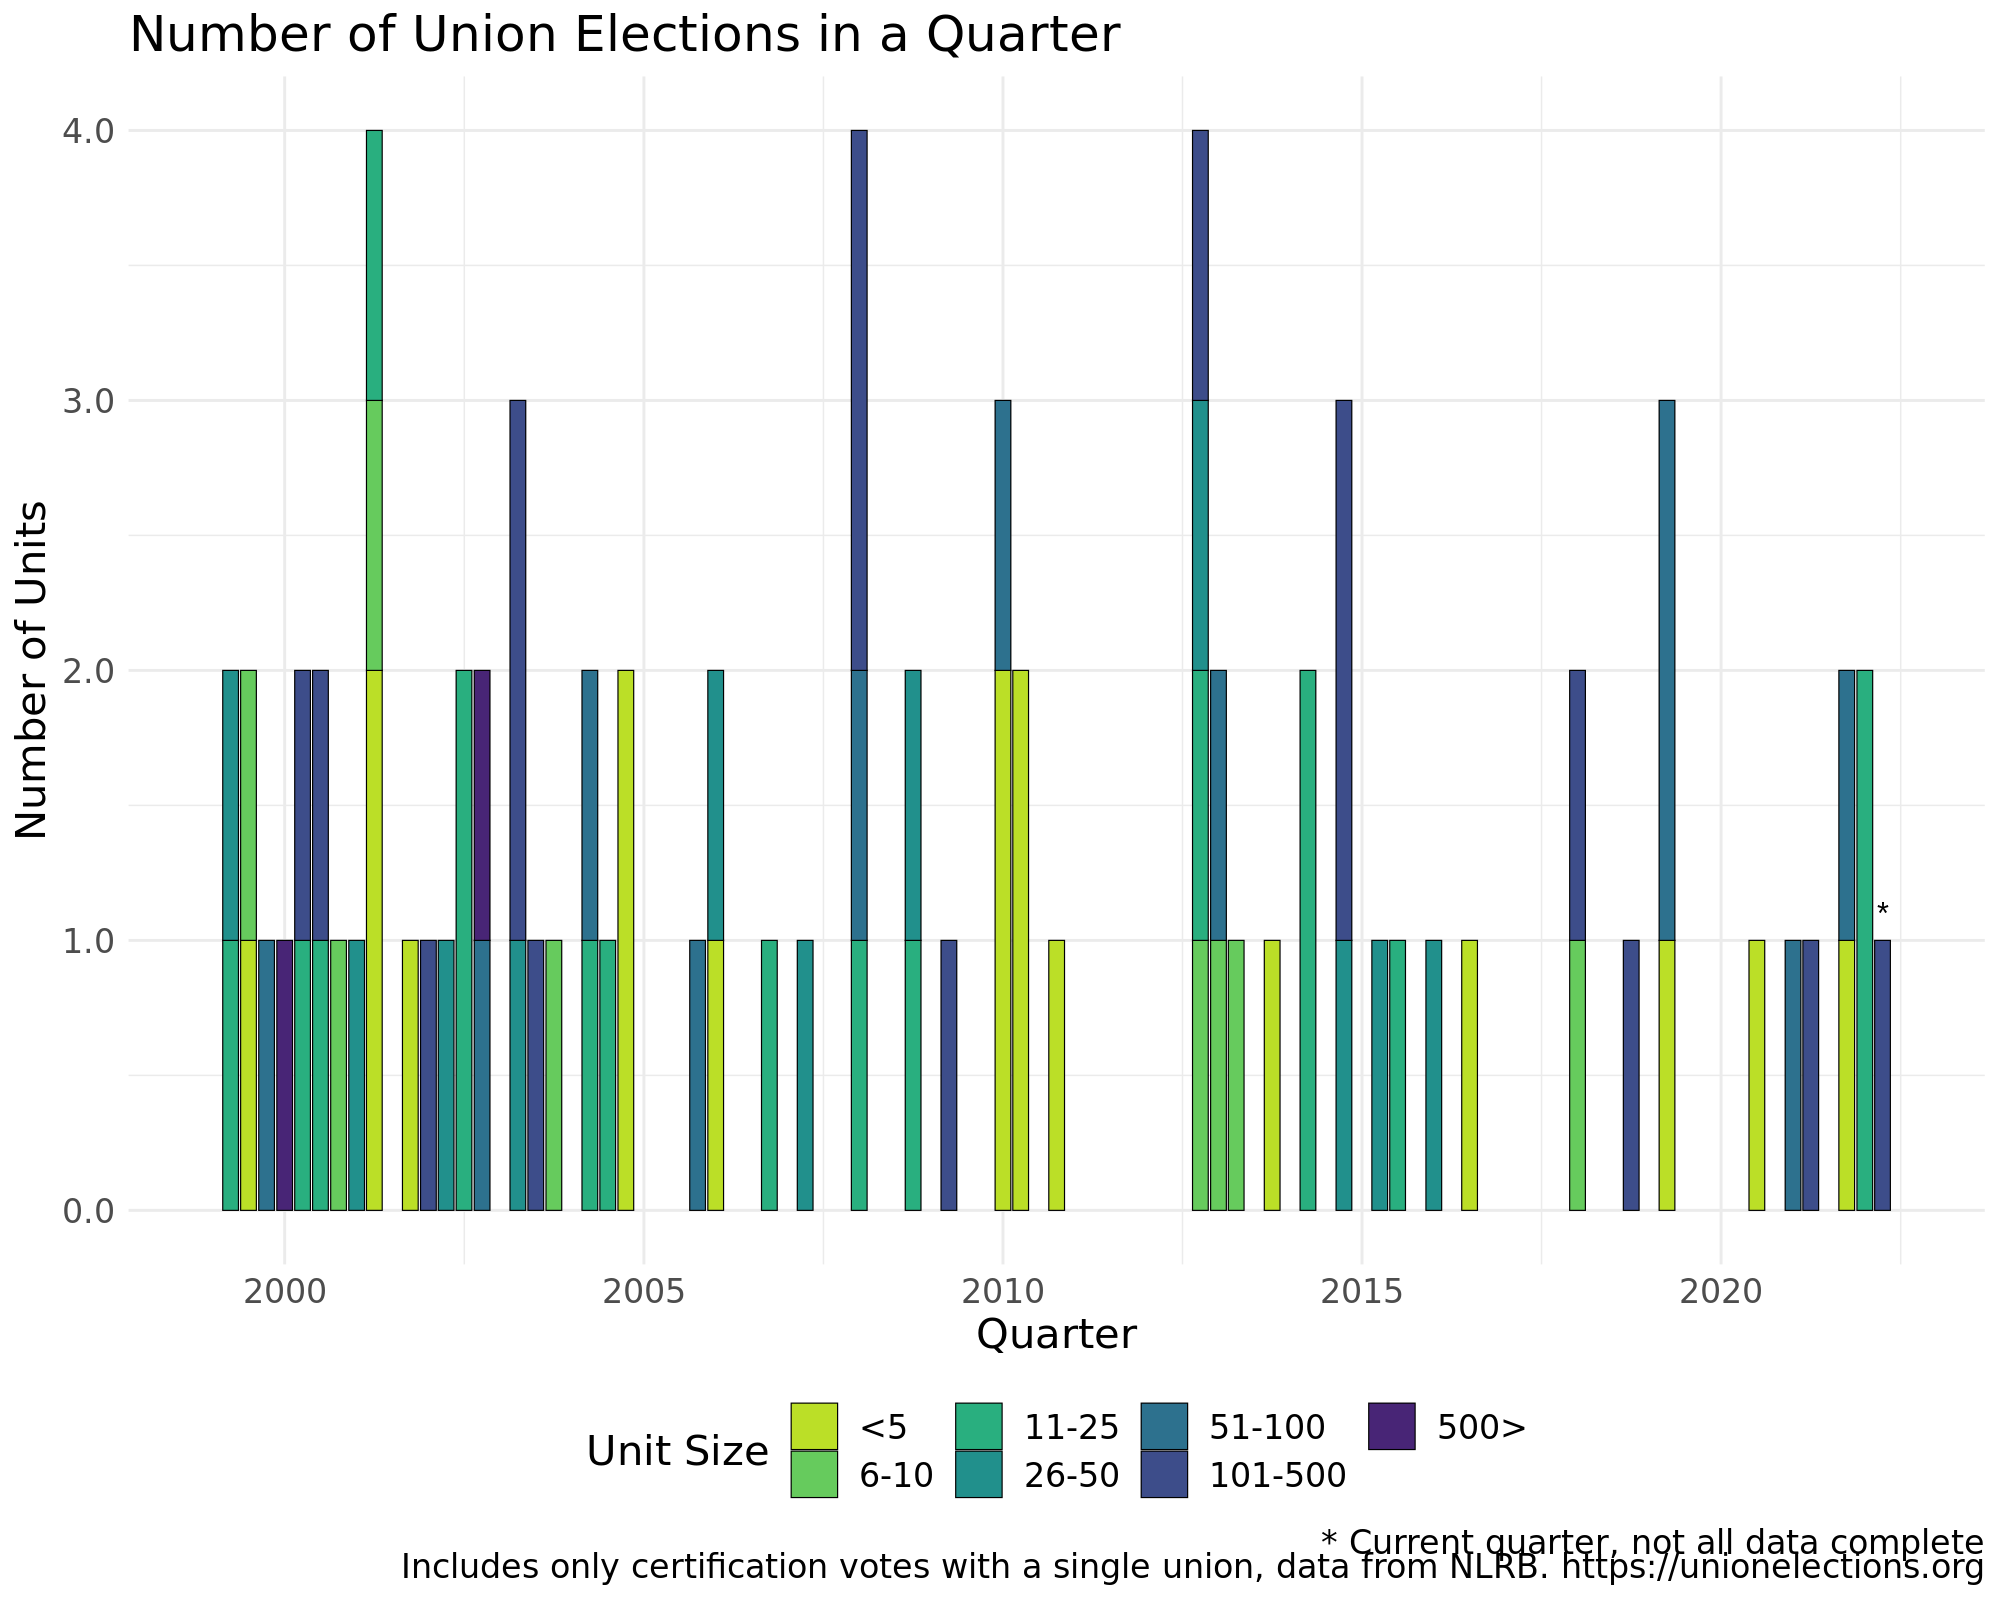 Number of Union Elections in a Quarter
Number of Units
4.0
3.0
2.0
1.0
0.0
*
2000 2005 2010 2015 2020
Quarter
Unit Size
<5 11-25 51-100 500>
6-10 26-50 101-500
* Current quarter, not all data complete
Includes only certification votes with a single union, data from NLRB. https://unionelections.org